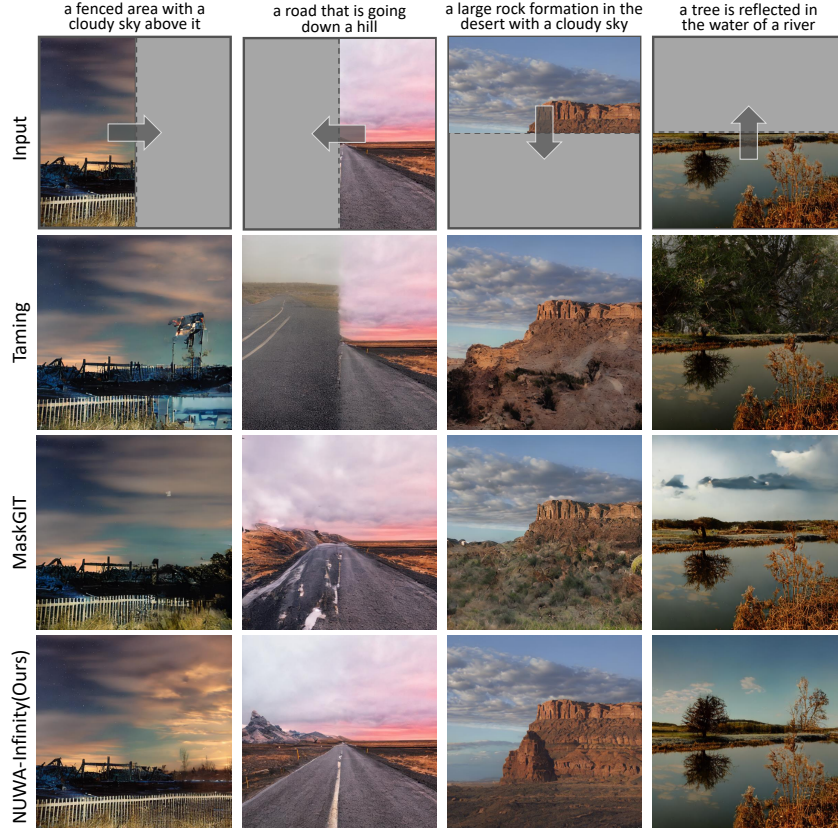 a fenced area with a
cloudy sky above it
a road that is going
down a hill
a large rock formation in the
desert with a cloudy sky
a tree is reflected in
the water of a river
Input
Taming
MaskGIT
NUWA-Infinity(Ours)